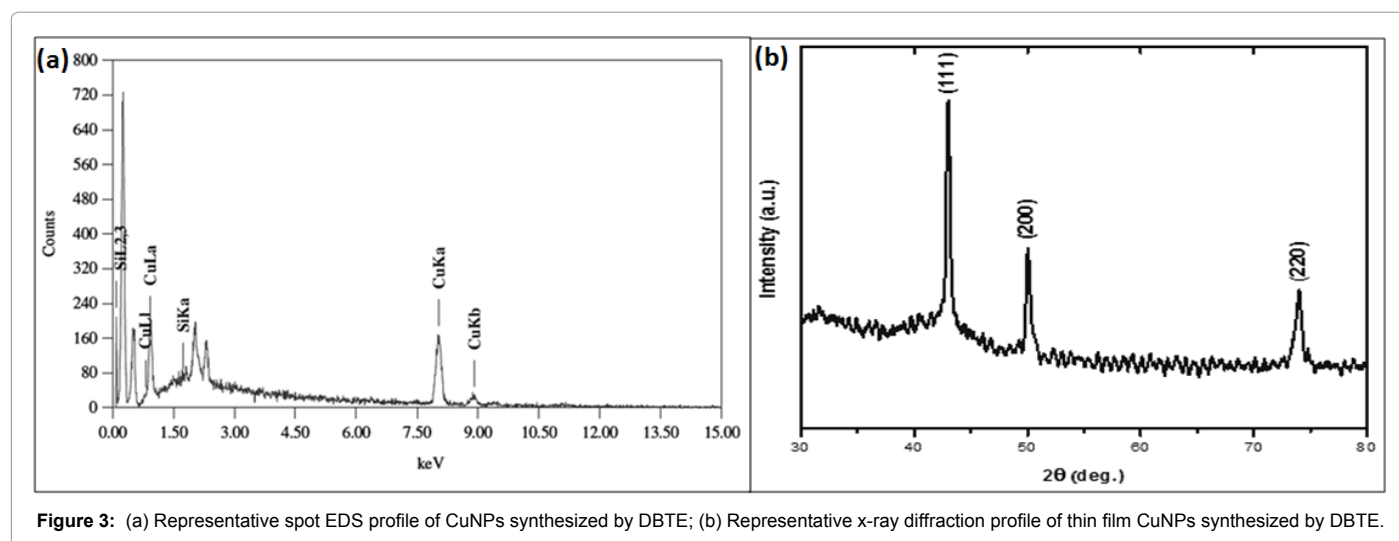 (a)
800
720
640
560
480
400
320
240
160
80
0
Counts
SiL2,3
CuLl
CuLa
SiKa
CuKa
CuKb
0.00 1.50 3.00 4.50 6.00 7.50 9.00 10.50 12.00 13.50 15.00
keV
(b)
Intensity (a.u.)
(111)
(200)
(220)
30 40 50 60 70 80
2θ (deg.)
Figure 3: (a) Representative spot EDS profile of CuNPs synthesized by DBTE; (b) Representative x-ray diffraction profile of thin film CuNPs synthesized by DBTE.